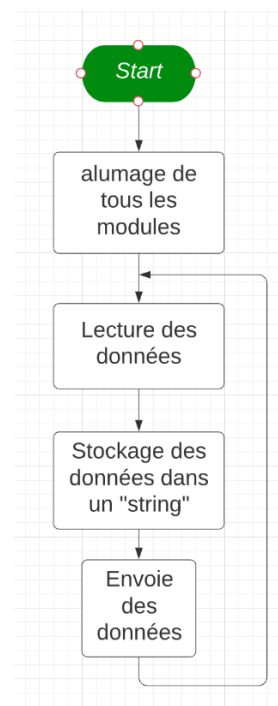 Start
alumage de
tous les
modules
Lecture des
données
Stockage des
données dans
un "string"
Envoie
des
données